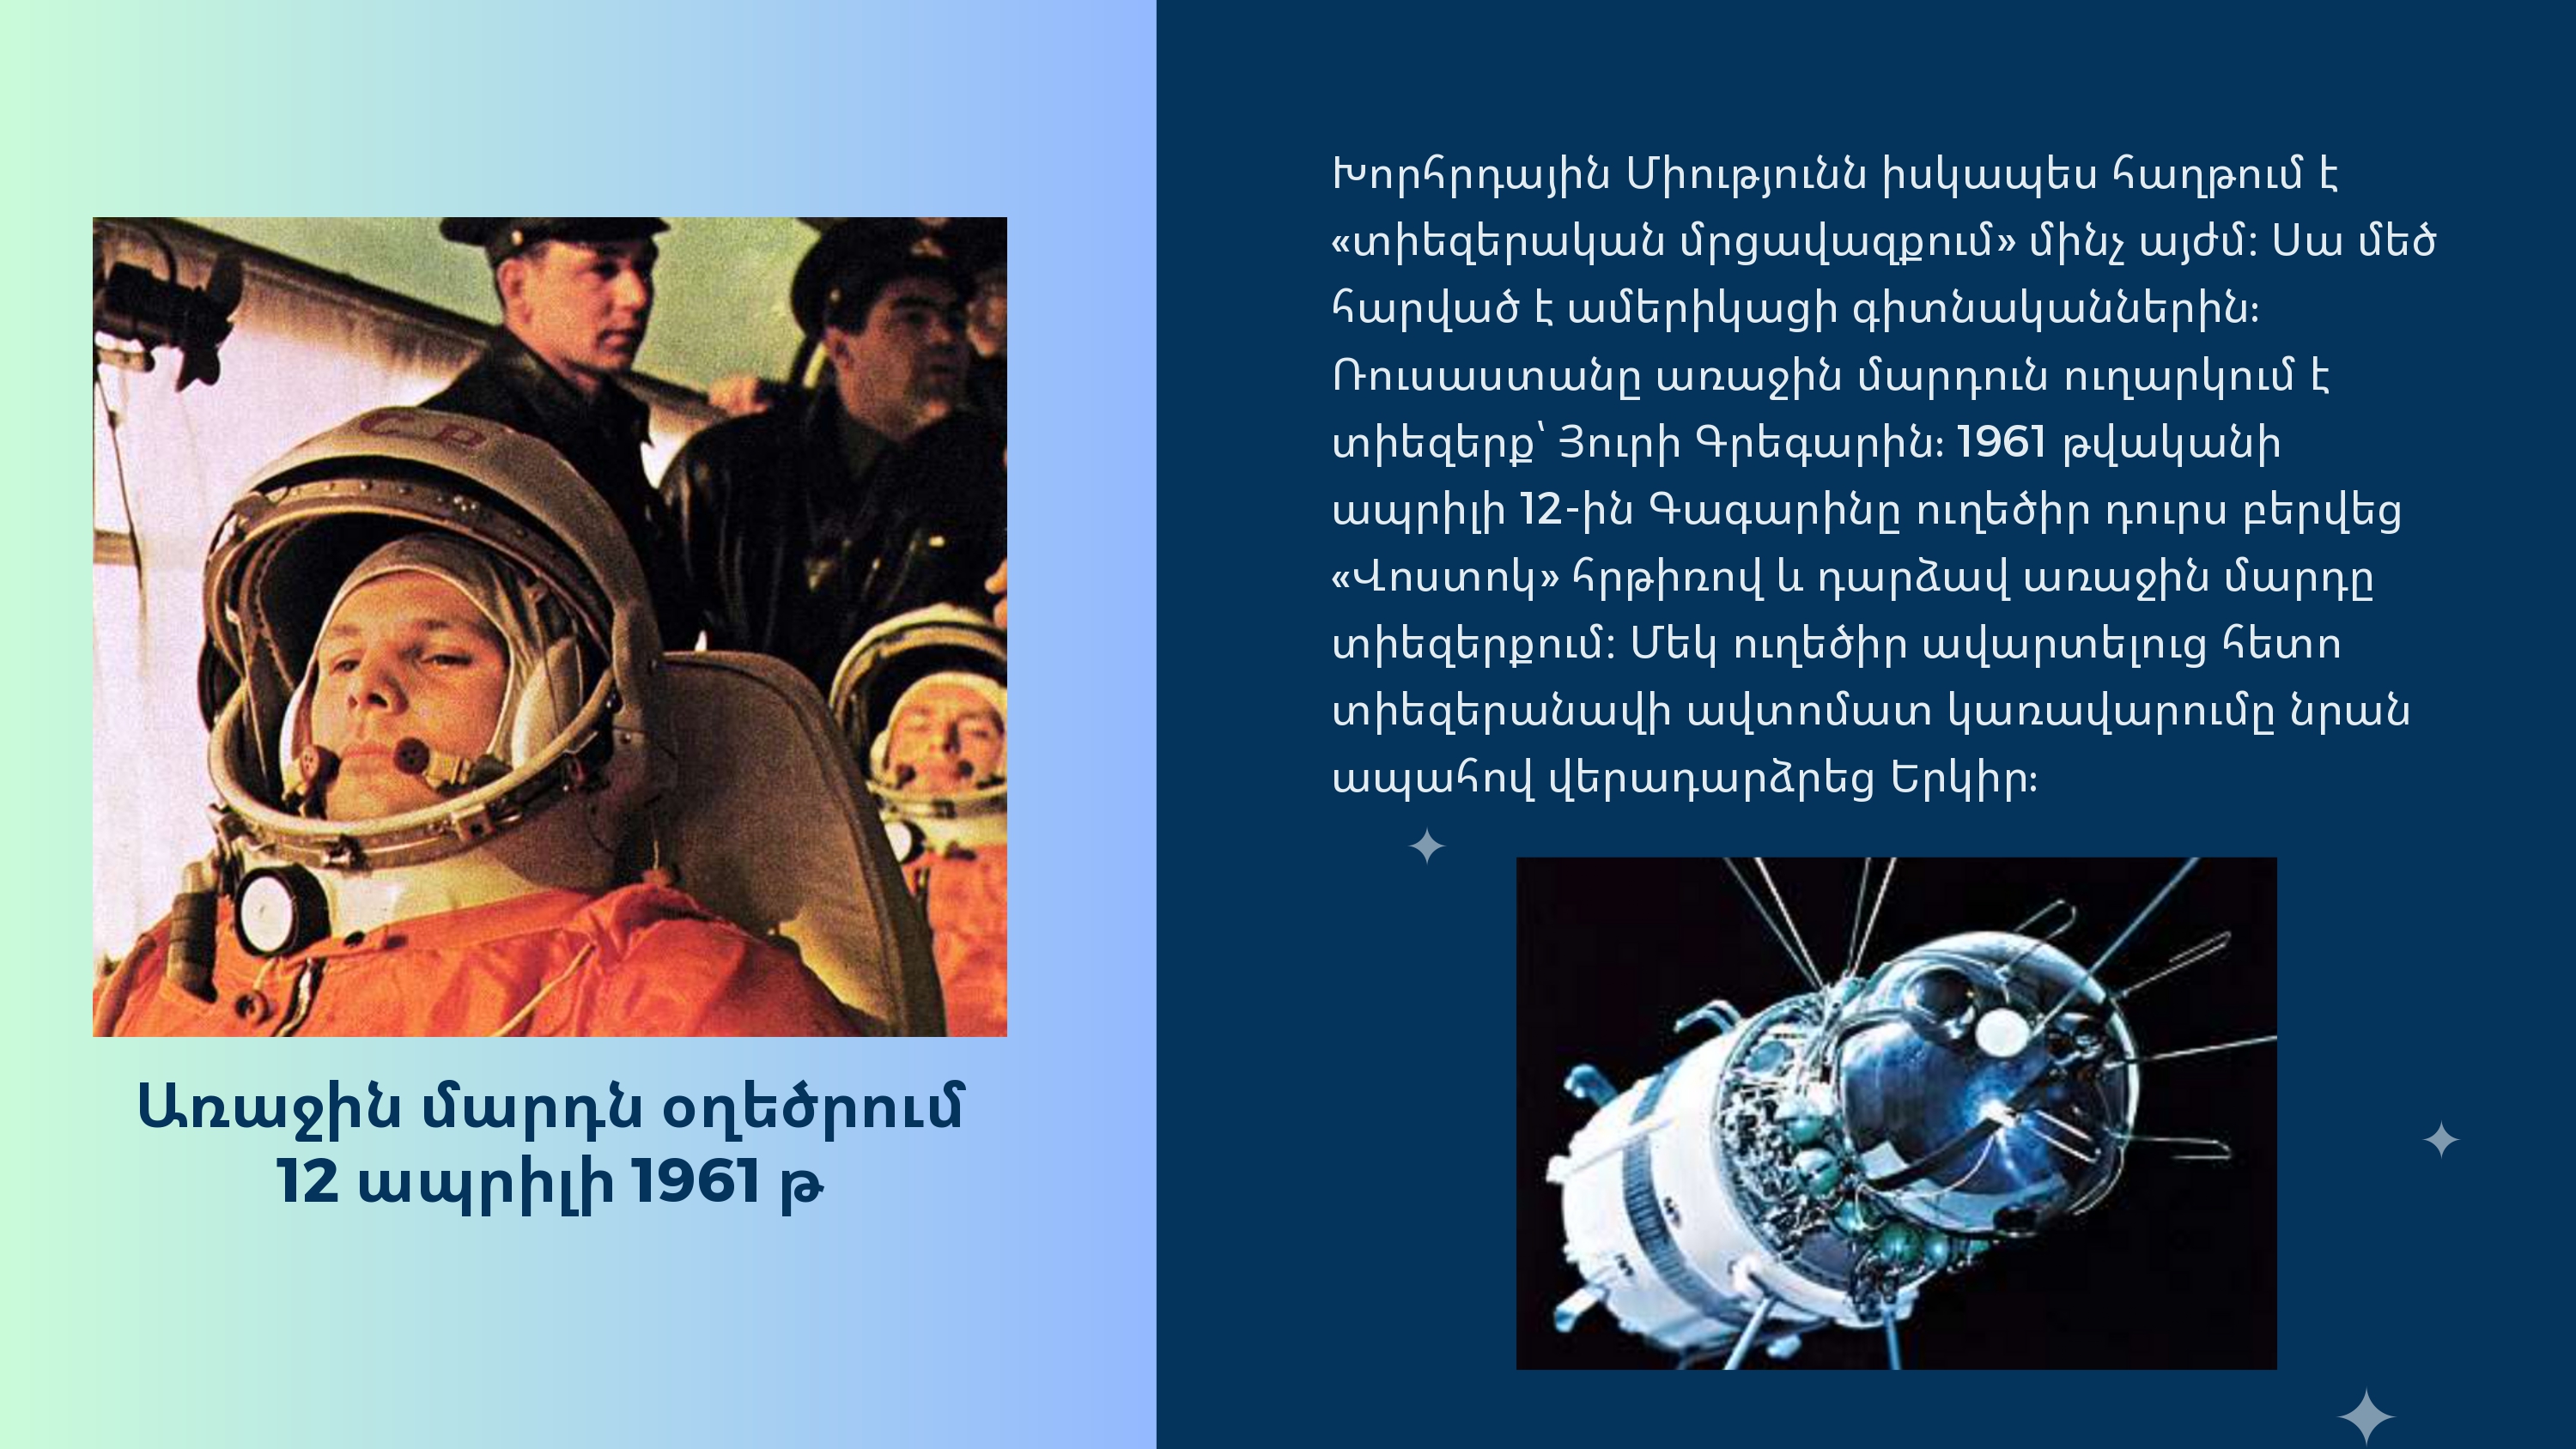 СР
Առաջին մարդն օղեծրում
12 ապրիլի 1961 թ
Խորհրդային Միությունն իսկապես հաղթում է
«տիեզերական մրցավազքում» մինչ այժմ: Սա մեծ
հարված է ամերիկացի գիտնականներին։
Ռուսաստանը առաջին մարդուն ուղարկում է
տիեզերք՝ Յուրի Գրեգարին։ 1961 թվականի
ապրիլի 12-ին Գագարինը ուղեծիր դուրս բերվեց
«Վոստոկ» հրթիռով և դարձավ առաջին մարդը
տիեզերքում: Մեկ ուղեծիր ավարտելուց հետո
տիեզերանավի ավտոմատ կառավարումը նրան
ապահով վերադարձրեց Երկիր։